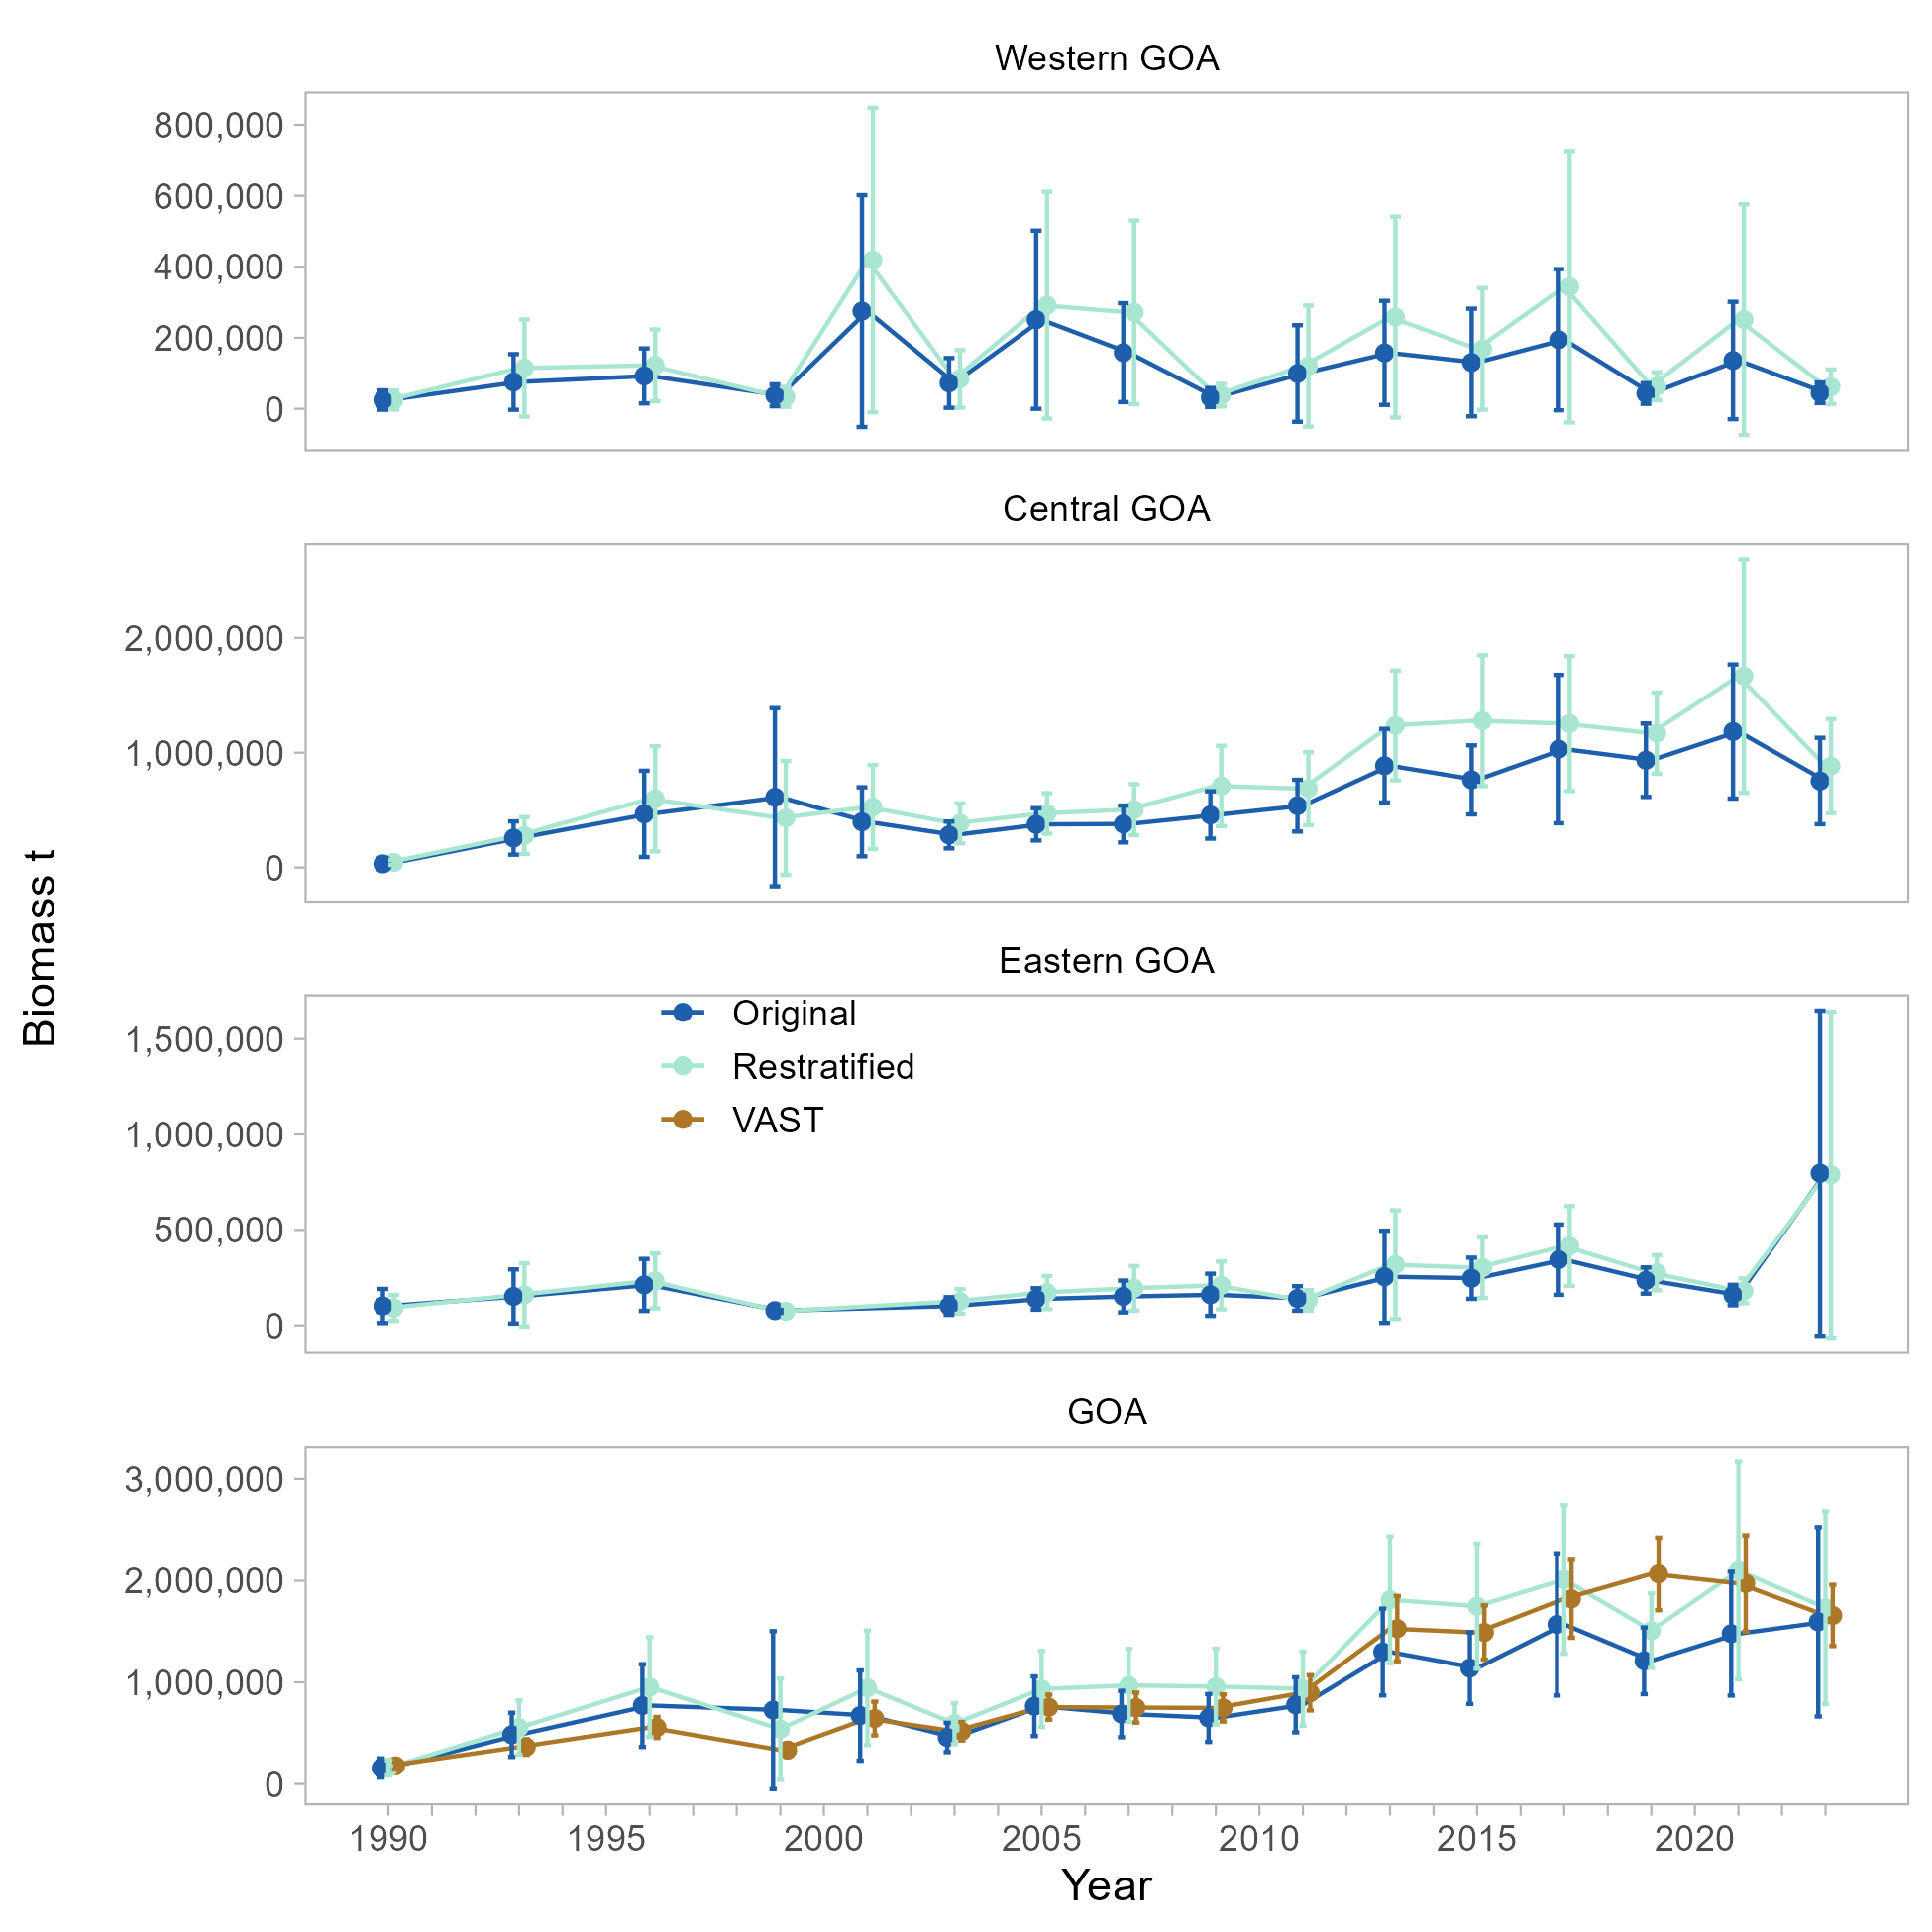 Western GOA
800,000
600,000
400,000
200,000
0
Central GOA
2,000,000
1,000,000
0
Biomass t
Eastern GOA
Original
Restratified
VAST
1,500,000
1,000,000
500,000
0
GOA
3,000,000
2,000,000
1,000,000
0
1990 1995 2000 2005 2010 2015 2020
Year